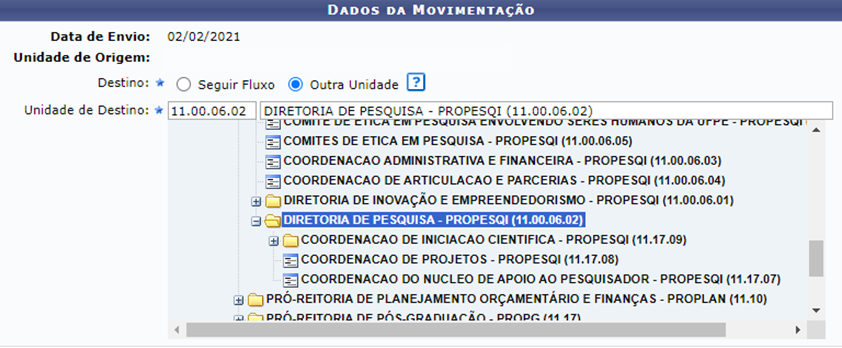 DADOS DA MOVIMENTAÇÃO
Data de Envio: 02/02/2021
Unidade de Origem:
Destino: ★ Seguir Fluxo Outra Unidade ?
Unidade de Destino: ★ 11.00.06.02 DIRETORIA DE PESQUISA - PROPESQI (11.00.06.02)
COMITE DE ETICA EM PESQUISA ENVOLVENDO SERES HUMANOS DA UFPE - PROPESQI
COMITES DE ETICA EM PESQUISA - PROPESQI (11.00.06.05)
COORDENACAO ADMINISTRATIVA E FINANCEIRA - PROPESQI (11.00.06.03)
COORDENACAO DE ARTICULACAO E PARCERIAS - PROPESQI (11.00.06.04)
DIRETORIA DE INOVAÇÃO E EMPREENDEDORISMO - PROPESQI (11.00.06.01)
DIRETORIA DE PESQUISA - PROPESQI (11.00.06.02)
COORDENACAO DE INICIACAO CIENTIFICA - PROPESQI (11.17.09)
COORDENACAO DE PROJETOS - PROPESQI (11.17.08)
COORDENACAO DO NUCLEO DE APOIO AO PESQUISADOR - PROPESQI (11.17.07)
PRÓ-REITORIA DE PLANEJAMENTO ORÇAMENTÁRIO E FINANÇAS - PROPLAN (11.10)
PRÓ-REITORIA DE PÓS-GRADUAÇÃO - PROPG (11.17)